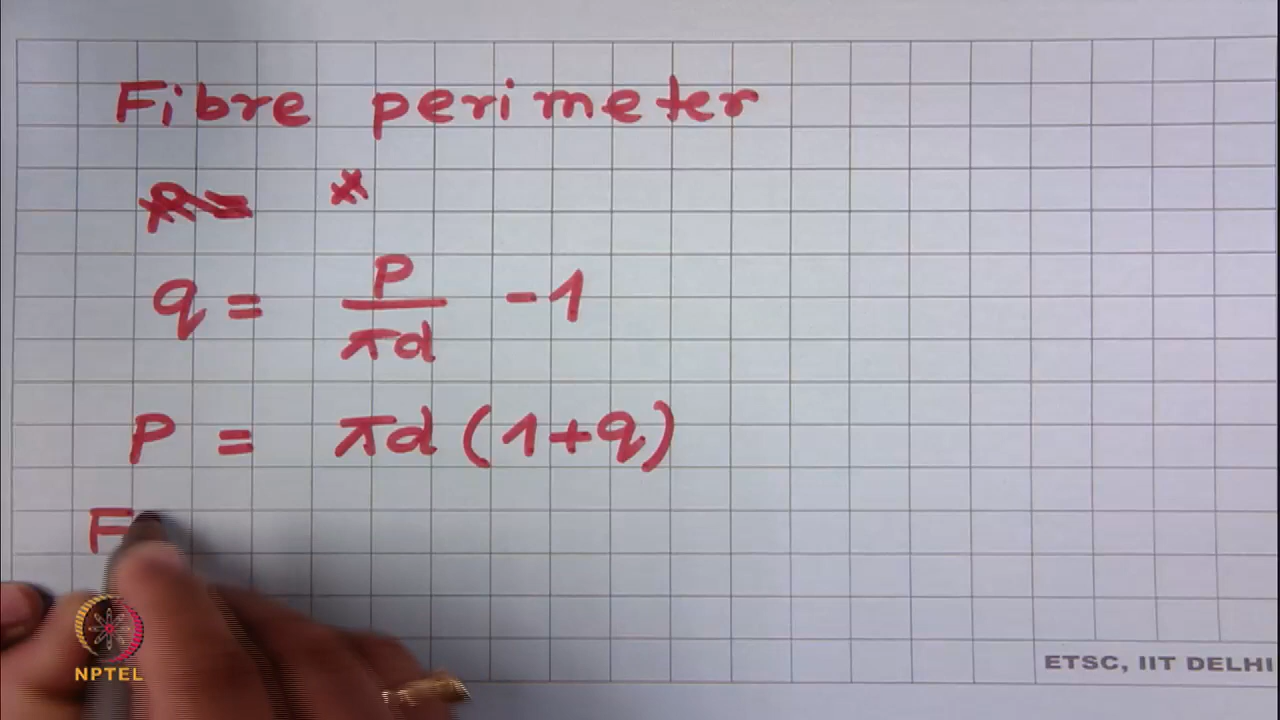 Fibre perimeter
q = p/πd - 1
p = πd (1+q)
F
NPTEL
ETSC, IIT DELHI